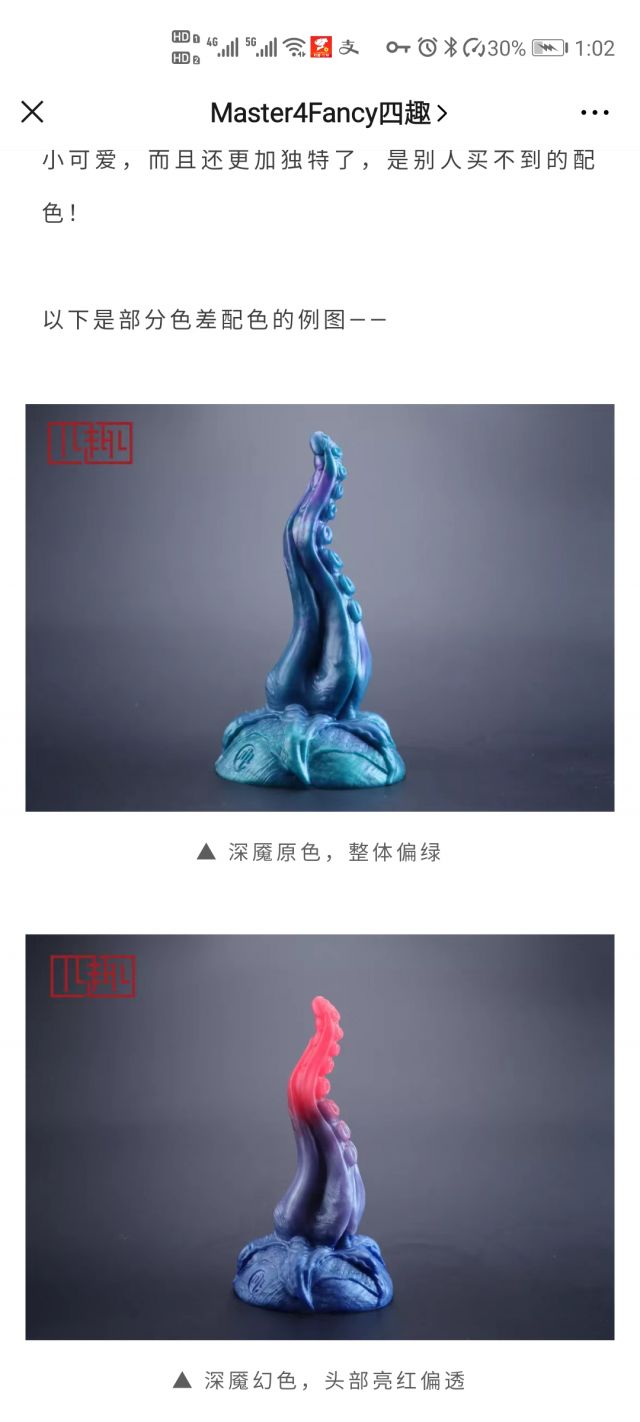 HD 1
HD 2
4G
5G
支
30%
1:02
Master4Fancy四趣
小可爱，而且还更加独特了，是别人买不到的配
色！
以下是部分色差配色的例图——
四趣
▲ 深魇原色，整体偏绿
四趣
▲ 深魇幻色，头部亮红偏透